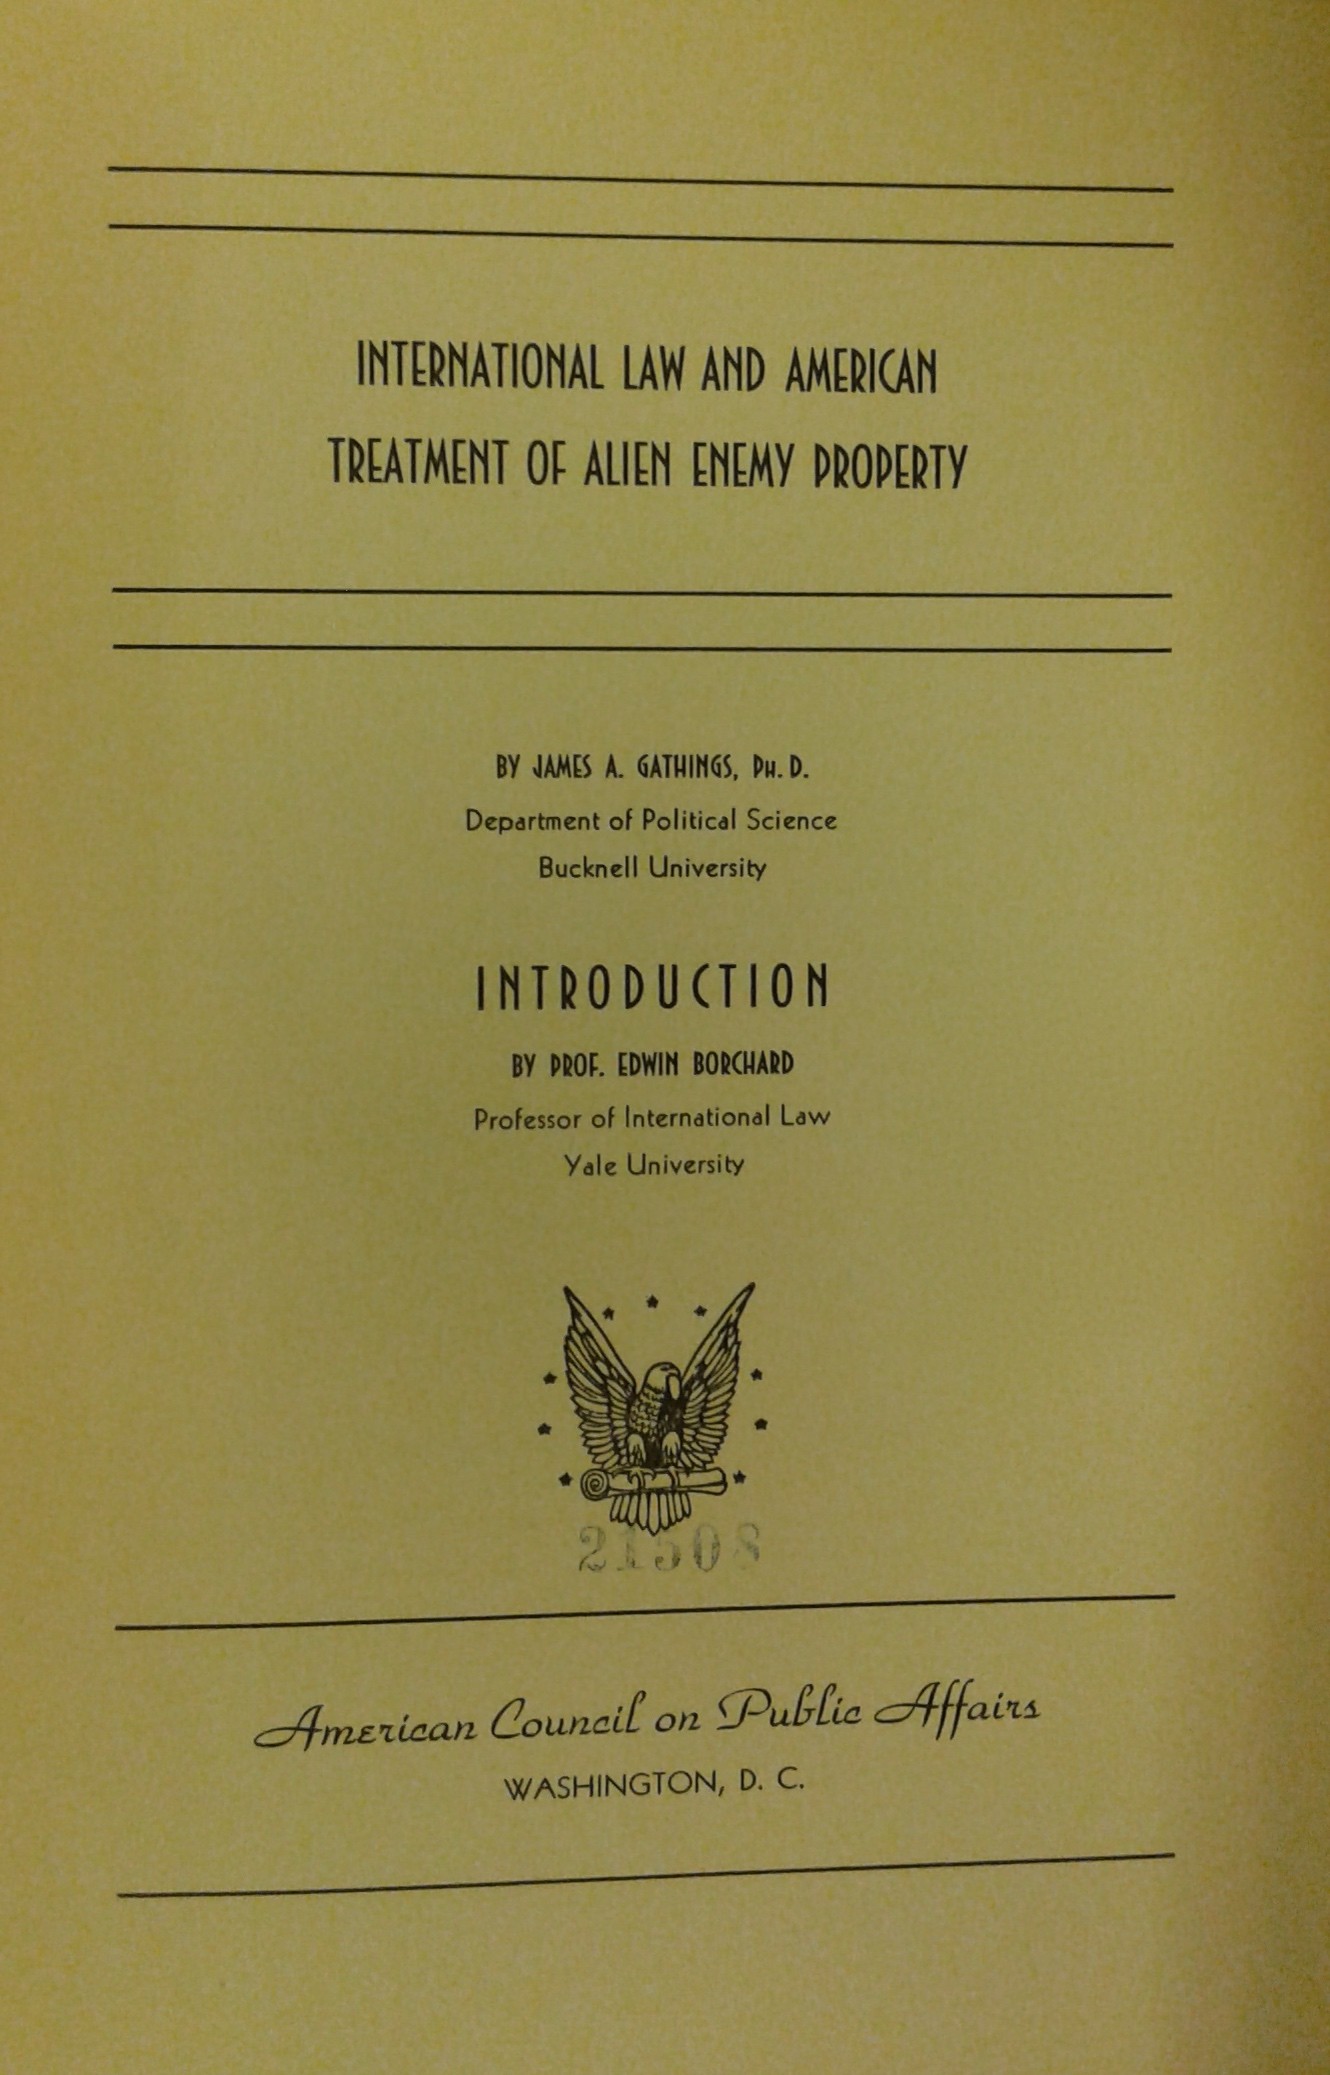 INTERNATIONAL LAW AND AMERICAN
TREATMENT OF ALIEN ENEMY PROPERTY
BY JAMES A. GATHINGS, PH. D.
Department of Political Science
Bucknell University
INTRODUCTION
BY PROF. EDWIN BORCHARD
Professor of International Law
Yale University
21508
American Council on Public Affairs
WASHINGTON, D. C.